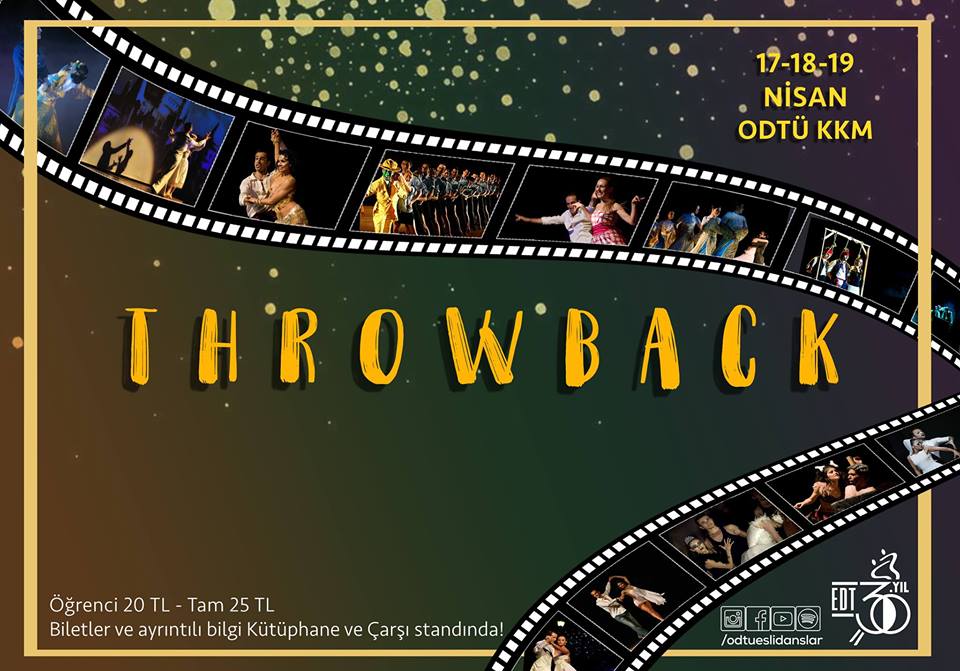 17-18-19
NİSAN
ODTÜ KKM
THROWBACK
Öğrenci 20 TL - Tam 25 TL
Biletler ve ayrıntılı bilgi Kütüphane ve Çarşı standında!
/odtueslidanslar
EDT 30.YIL